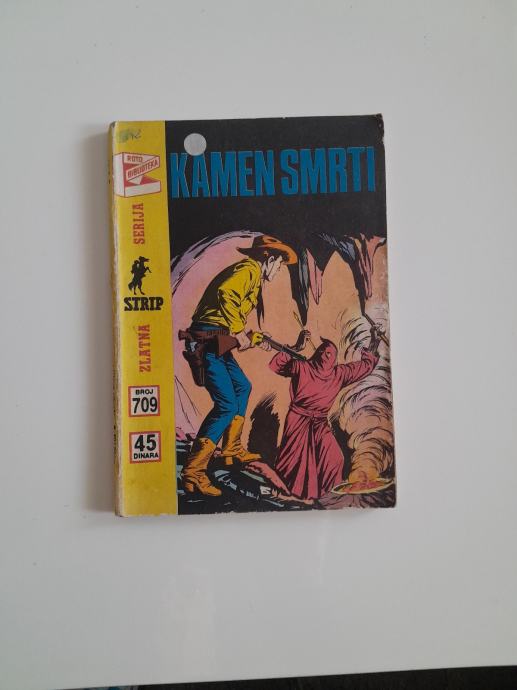 ROTO
BIBLIOTEKA
KAMEN SMRTI
ZLATNA SERIJA
STRIP
BROJ
709
45
DINARA